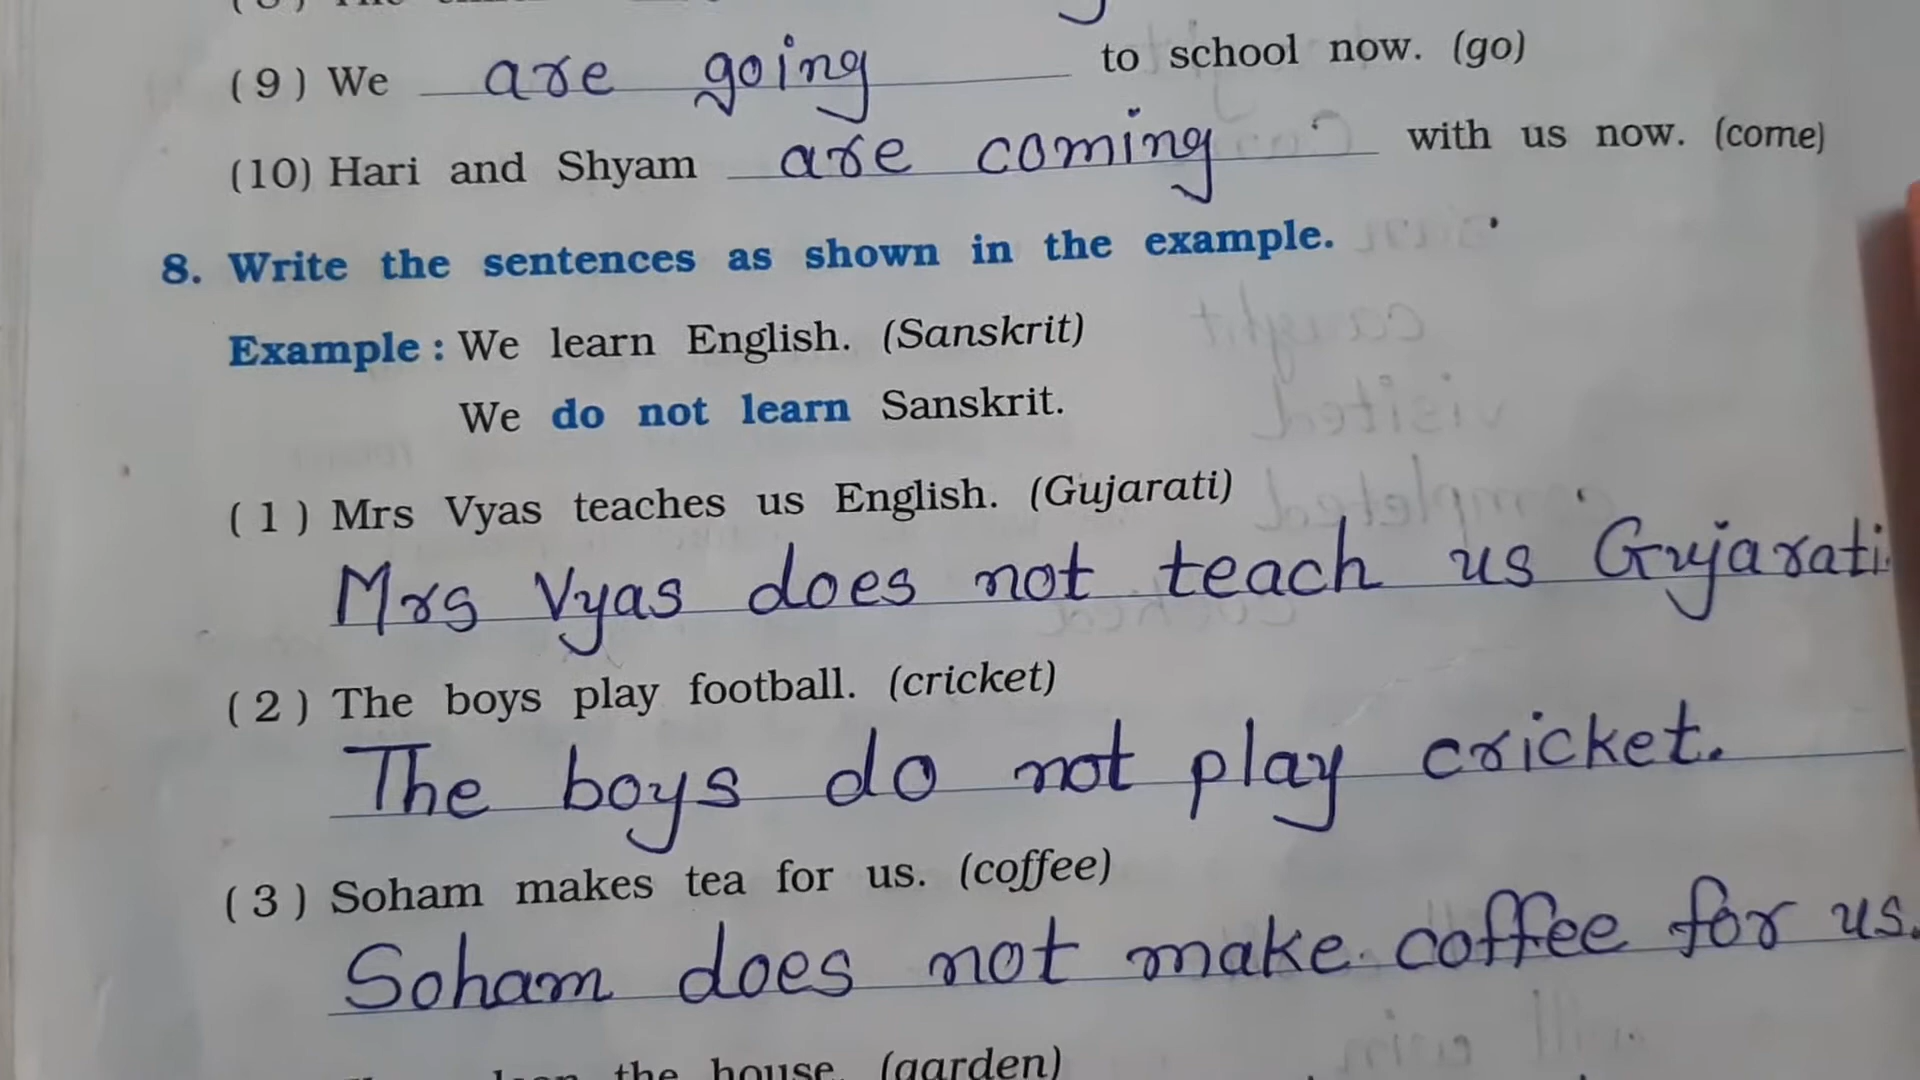 (9) We are going to school now. (go)
(10) Hari and Shyam are coming with us now. (come)
8. Write the sentences as shown in the example.
Example : We learn English. (Sanskrit)
We do not learn Sanskrit.
(1) Mrs Vyas teaches us English. (Gujarati)
Mrs Vyas does not teach us Gujarati.
(2) The boys play football. (cricket)
The boys do not play cricket.
(3) Soham makes tea for us. (coffee)
Soham does not make coffee for us.
the house. (garden)